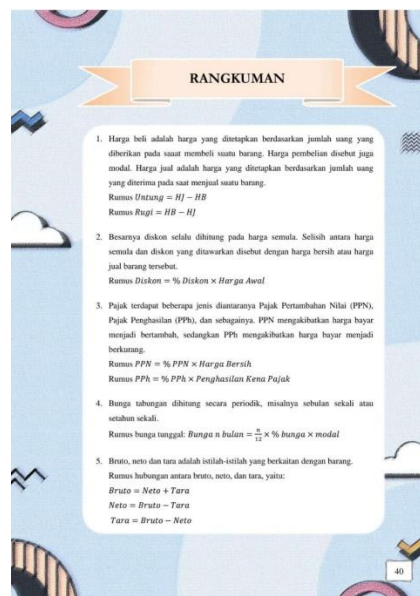 RANGKUMAN
1. Harga beli adalah harga yang ditetapkan berdasarkan jumlah uang yang
diberikan pada saaat membeli suatu barang. Harga pembelian disebut juga
modal. Harga jual adalah harga yang ditetapkan berdasarkan jumlah uang
yang diterima pada saat menjual suatu barang.
Rumus Untung = HJ − HB
Rumus Rugi = HB − HJ
2. Besarnya diskon selalu dihitung pada harga semula. Selisih antara harga
semula dan diskon yang ditawarkan disebut dengan harga bersih atau harga
jual barang tersebut.
Rumus Diskon = % Diskon × Harga Awal
3. Pajak terdapat beberapa jenis diantaranya Pajak Pertambahan Nilai (PPN),
Pajak Penghasilan (PPh), dan sebagainya. PPN mengakibatkan harga bayar
menjadi bertambah, sedangkan PPh mengakibatkan harga bayar menjadi
berkurang.
Rumus PPN = % PPN × Harga Bersih
Rumus PPh = % PPh × Penghasilan Kena Pajak
4. Bunga tabungan dihitung secara periodik, misalnya sebulan sekali atau
setahun sekali.
Rumus bunga tunggal: Bunga n bulan = n/12 × % bunga × modal
5. Bruto, neto dan tara adalah istilah-istilah yang berkaitan dengan barang.
Rumus hubungan antara bruto, neto, dan tara, yaitu:
Bruto = Neto + Tara
Neto = Bruto − Tara
Tara = Bruto − Neto
40